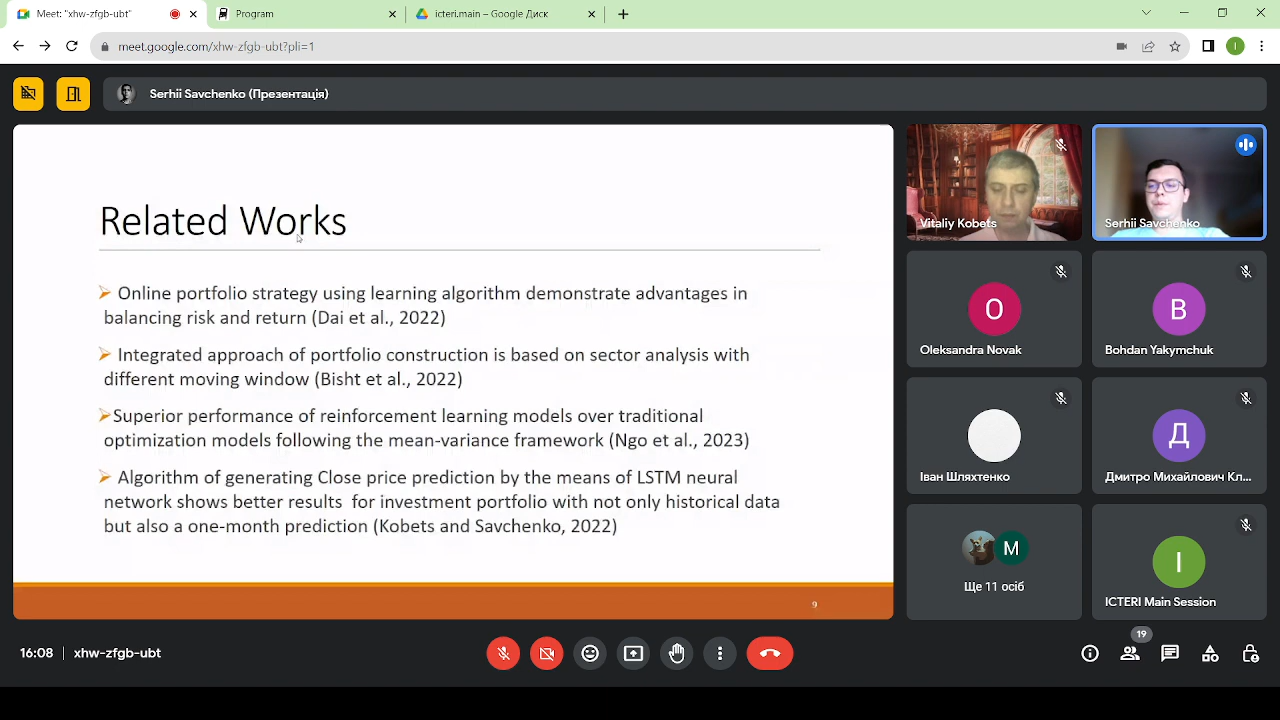 Meet: "xhw-zfgb-ubt"
Program
icteri.main – Google Диск
meet.google.com/xhw-zfgb-ubt?pli=1
I
Serhii Savchenko (Презентація)
Related Works
Online portfolio strategy using learning algorithm demonstrate advantages in
balancing risk and return (Dai et al., 2022)
Integrated approach of portfolio construction is based on sector analysis with
different moving window (Bisht et al., 2022)
Superior performance of reinforcement learning models over traditional
optimization models following the mean-variance framework (Ngo et al., 2023)
Algorithm of generating Close price prediction by the means of LSTM neural
network shows better results for investment portfolio with not only historical data
but also a one-month prediction (Kobets and Savchenko, 2022)
9
Vitaliy Kobets
Serhii Savchenko
O
Oleksandra Novak
B
Bohdan Yakymchuk
Іван Шляхтенко
Д
Дмитро Михайлович Кл...
M
Ще 11 осіб
I
ICTERI Main Session
16:08 | xhw-zfgb-ubt
19